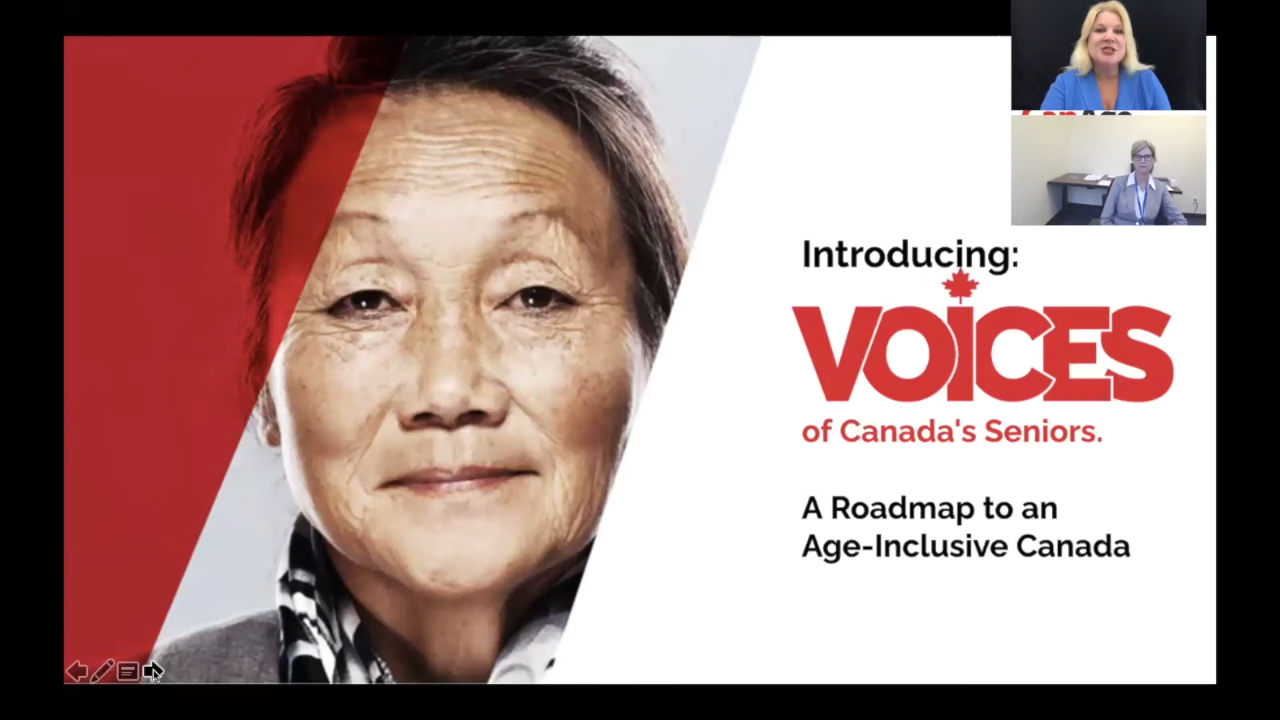 Introducing:
VOICES
of Canada's Seniors.
A Roadmap to an
Age-Inclusive Canada